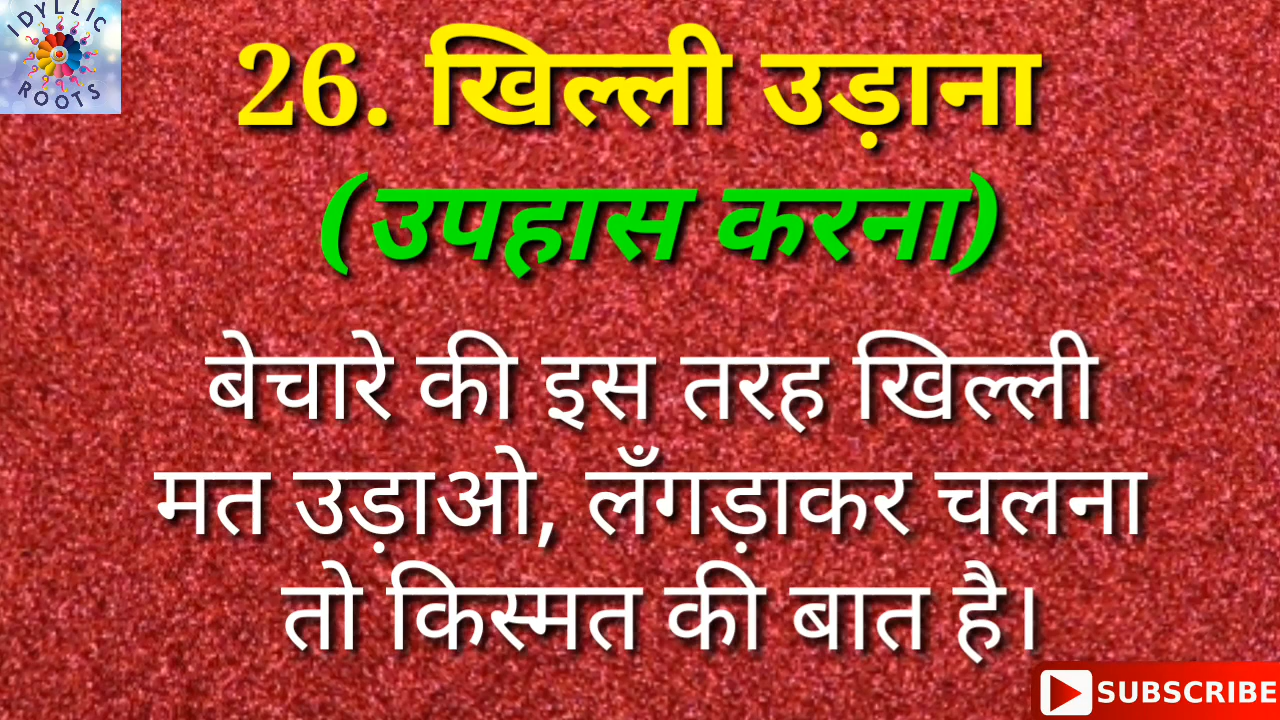 IDYLLIC
ROOTS
26. खिल्ली उड़ाना
(उपहास करना)
बेचारे की इस तरह खिल्ली
मत उड़ाओ, लँगड़ाकर चलना
तो किस्मत की बात है।
SUBSCRIBE